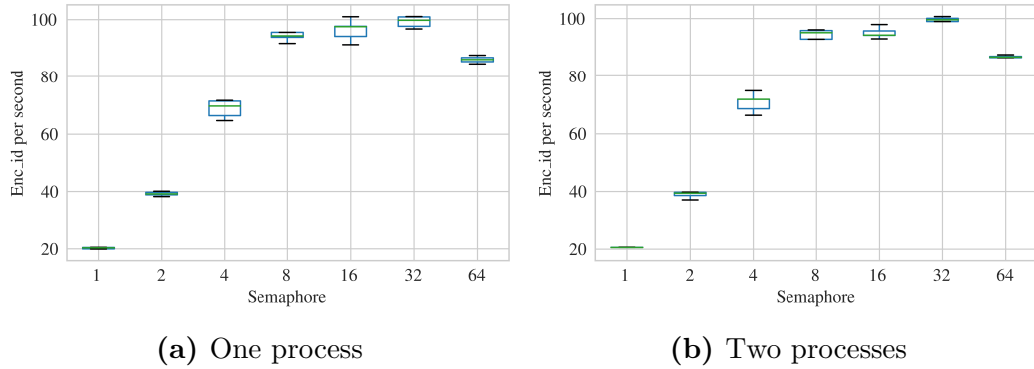 100
80
60
40
20
Enc_id per second
1 2 4 8 16 32 64
Semaphore
(a) One process
100
80
60
40
20
Enc_id per second
1 2 4 8 16 32 64
Semaphore
(b) Two processes